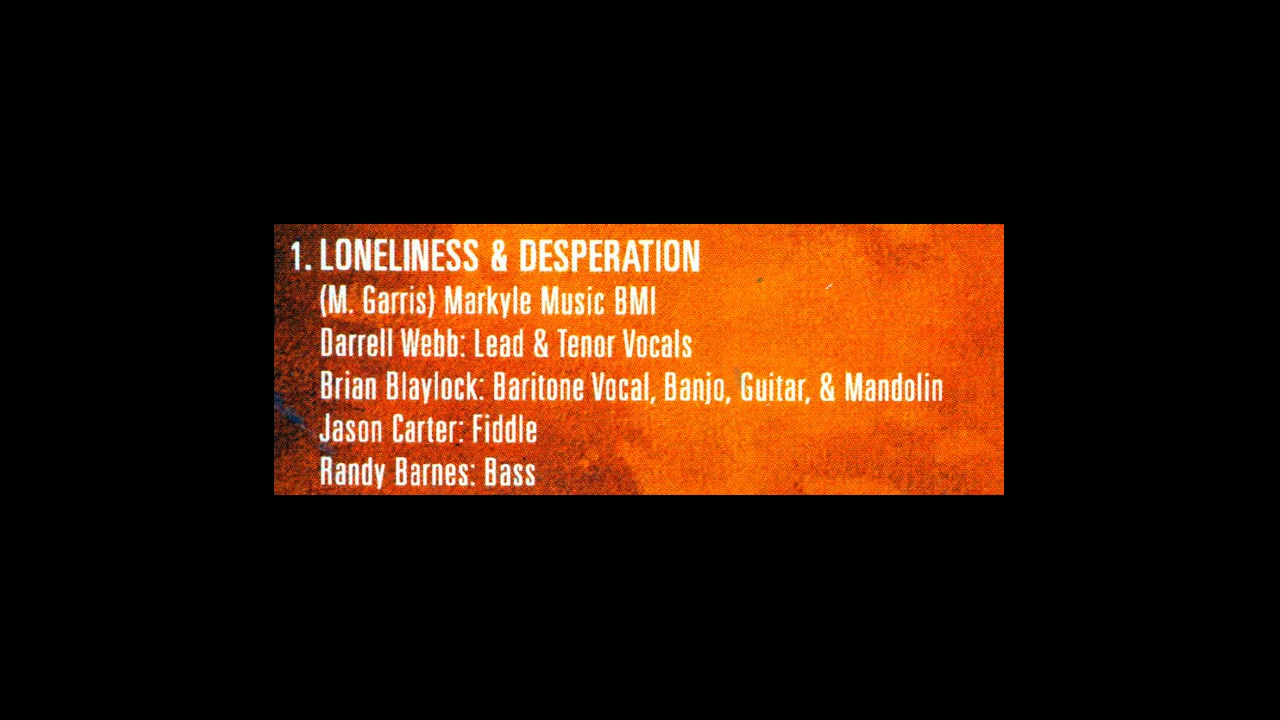 1. LONELINESS & DESPERATION
(M. Garris) Markyle Music BMI
Darrell Webb: Lead & Tenor Vocals
Brian Blaylock: Baritone Vocal, Banjo, Guitar, & Mandolin
Jason Carter: Fiddle
Randy Barnes: Bass